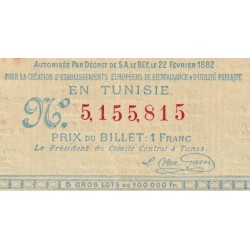 AUTORISÉE PAR DÉCRET DE S.A. LE BEY, LE 22 FÉVRIER 1882
POUR LA CRÉATION D'ÉTABLISSEMENTS EUROPÉENS DE BIENFAISANCE & D'UTILITÉ PUBLIQUE
EN TUNISIE.
No. 5,155,815
PRIX DU BILLET: 1 FRANC
Le Président du Comité Central à Tunis
5 GROS LOTS DE 100000 Fr.